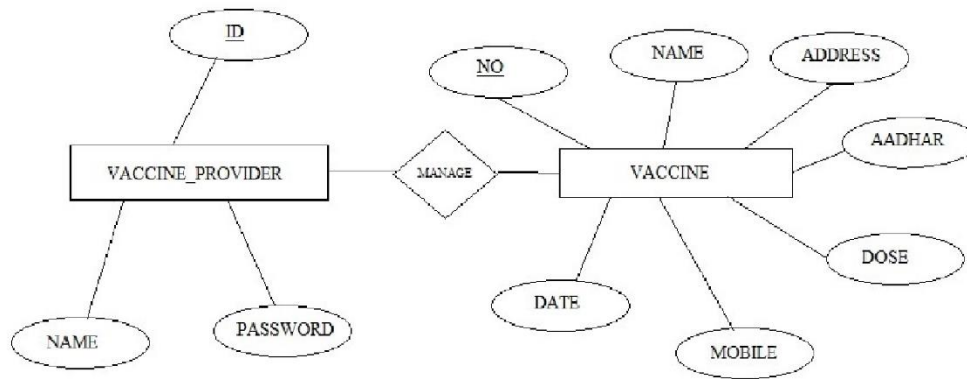 ID
NO
NAME
ADDRESS
AADHAR
VACCINE_PROVIDER
MANAGE
VACCINE
DOSE
DATE
NAME
PASSWORD
MOBILE